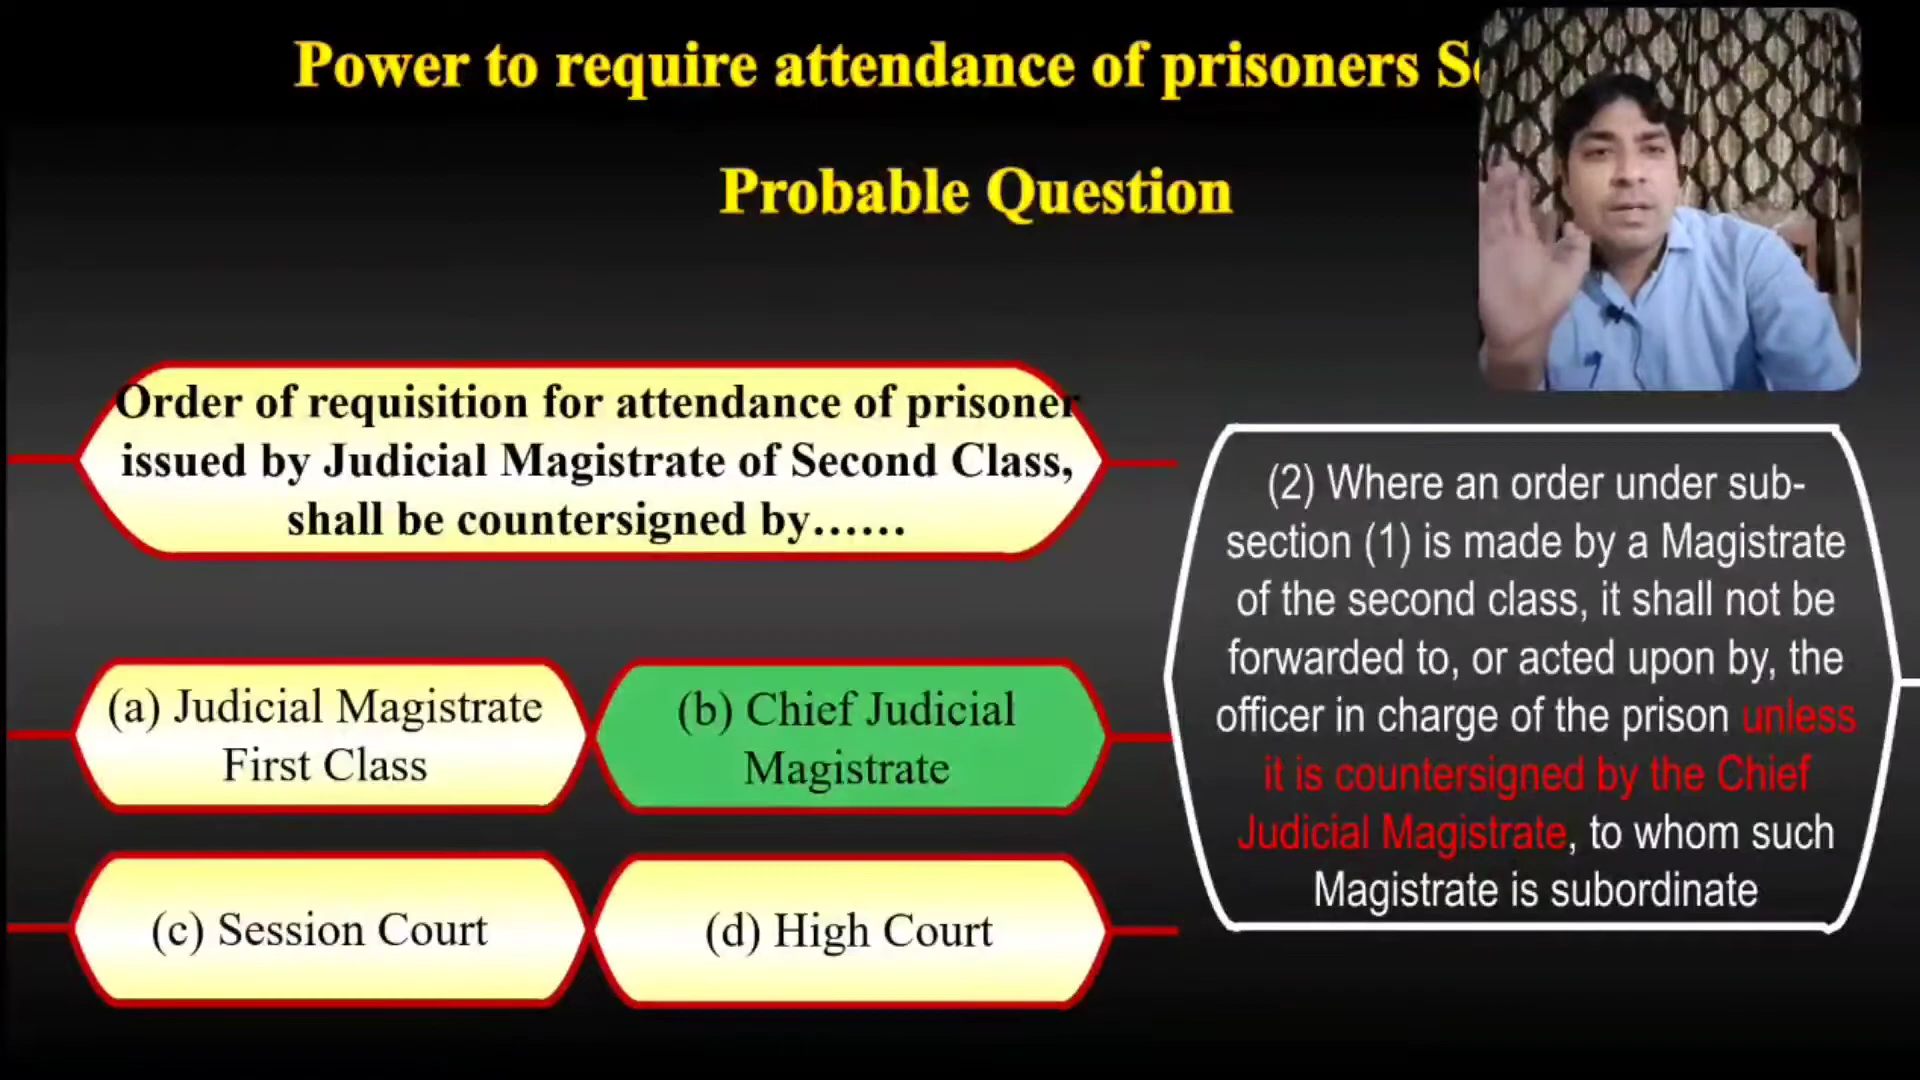 Power to require attendance of prisoners
Probable Question
Order of requisition for attendance of prisoner
issued by Judicial Magistrate of Second Class,
shall be countersigned by......
(a) Judicial Magistrate
First Class
(b) Chief Judicial
Magistrate
(c) Session Court
(d) High Court
(2) Where an order under sub-
section (1) is made by a Magistrate
of the second class, it shall not be
forwarded to, or acted upon by, the
officer in charge of the prison unless
it is countersigned by the Chief
Judicial Magistrate, to whom such
Magistrate is subordinate